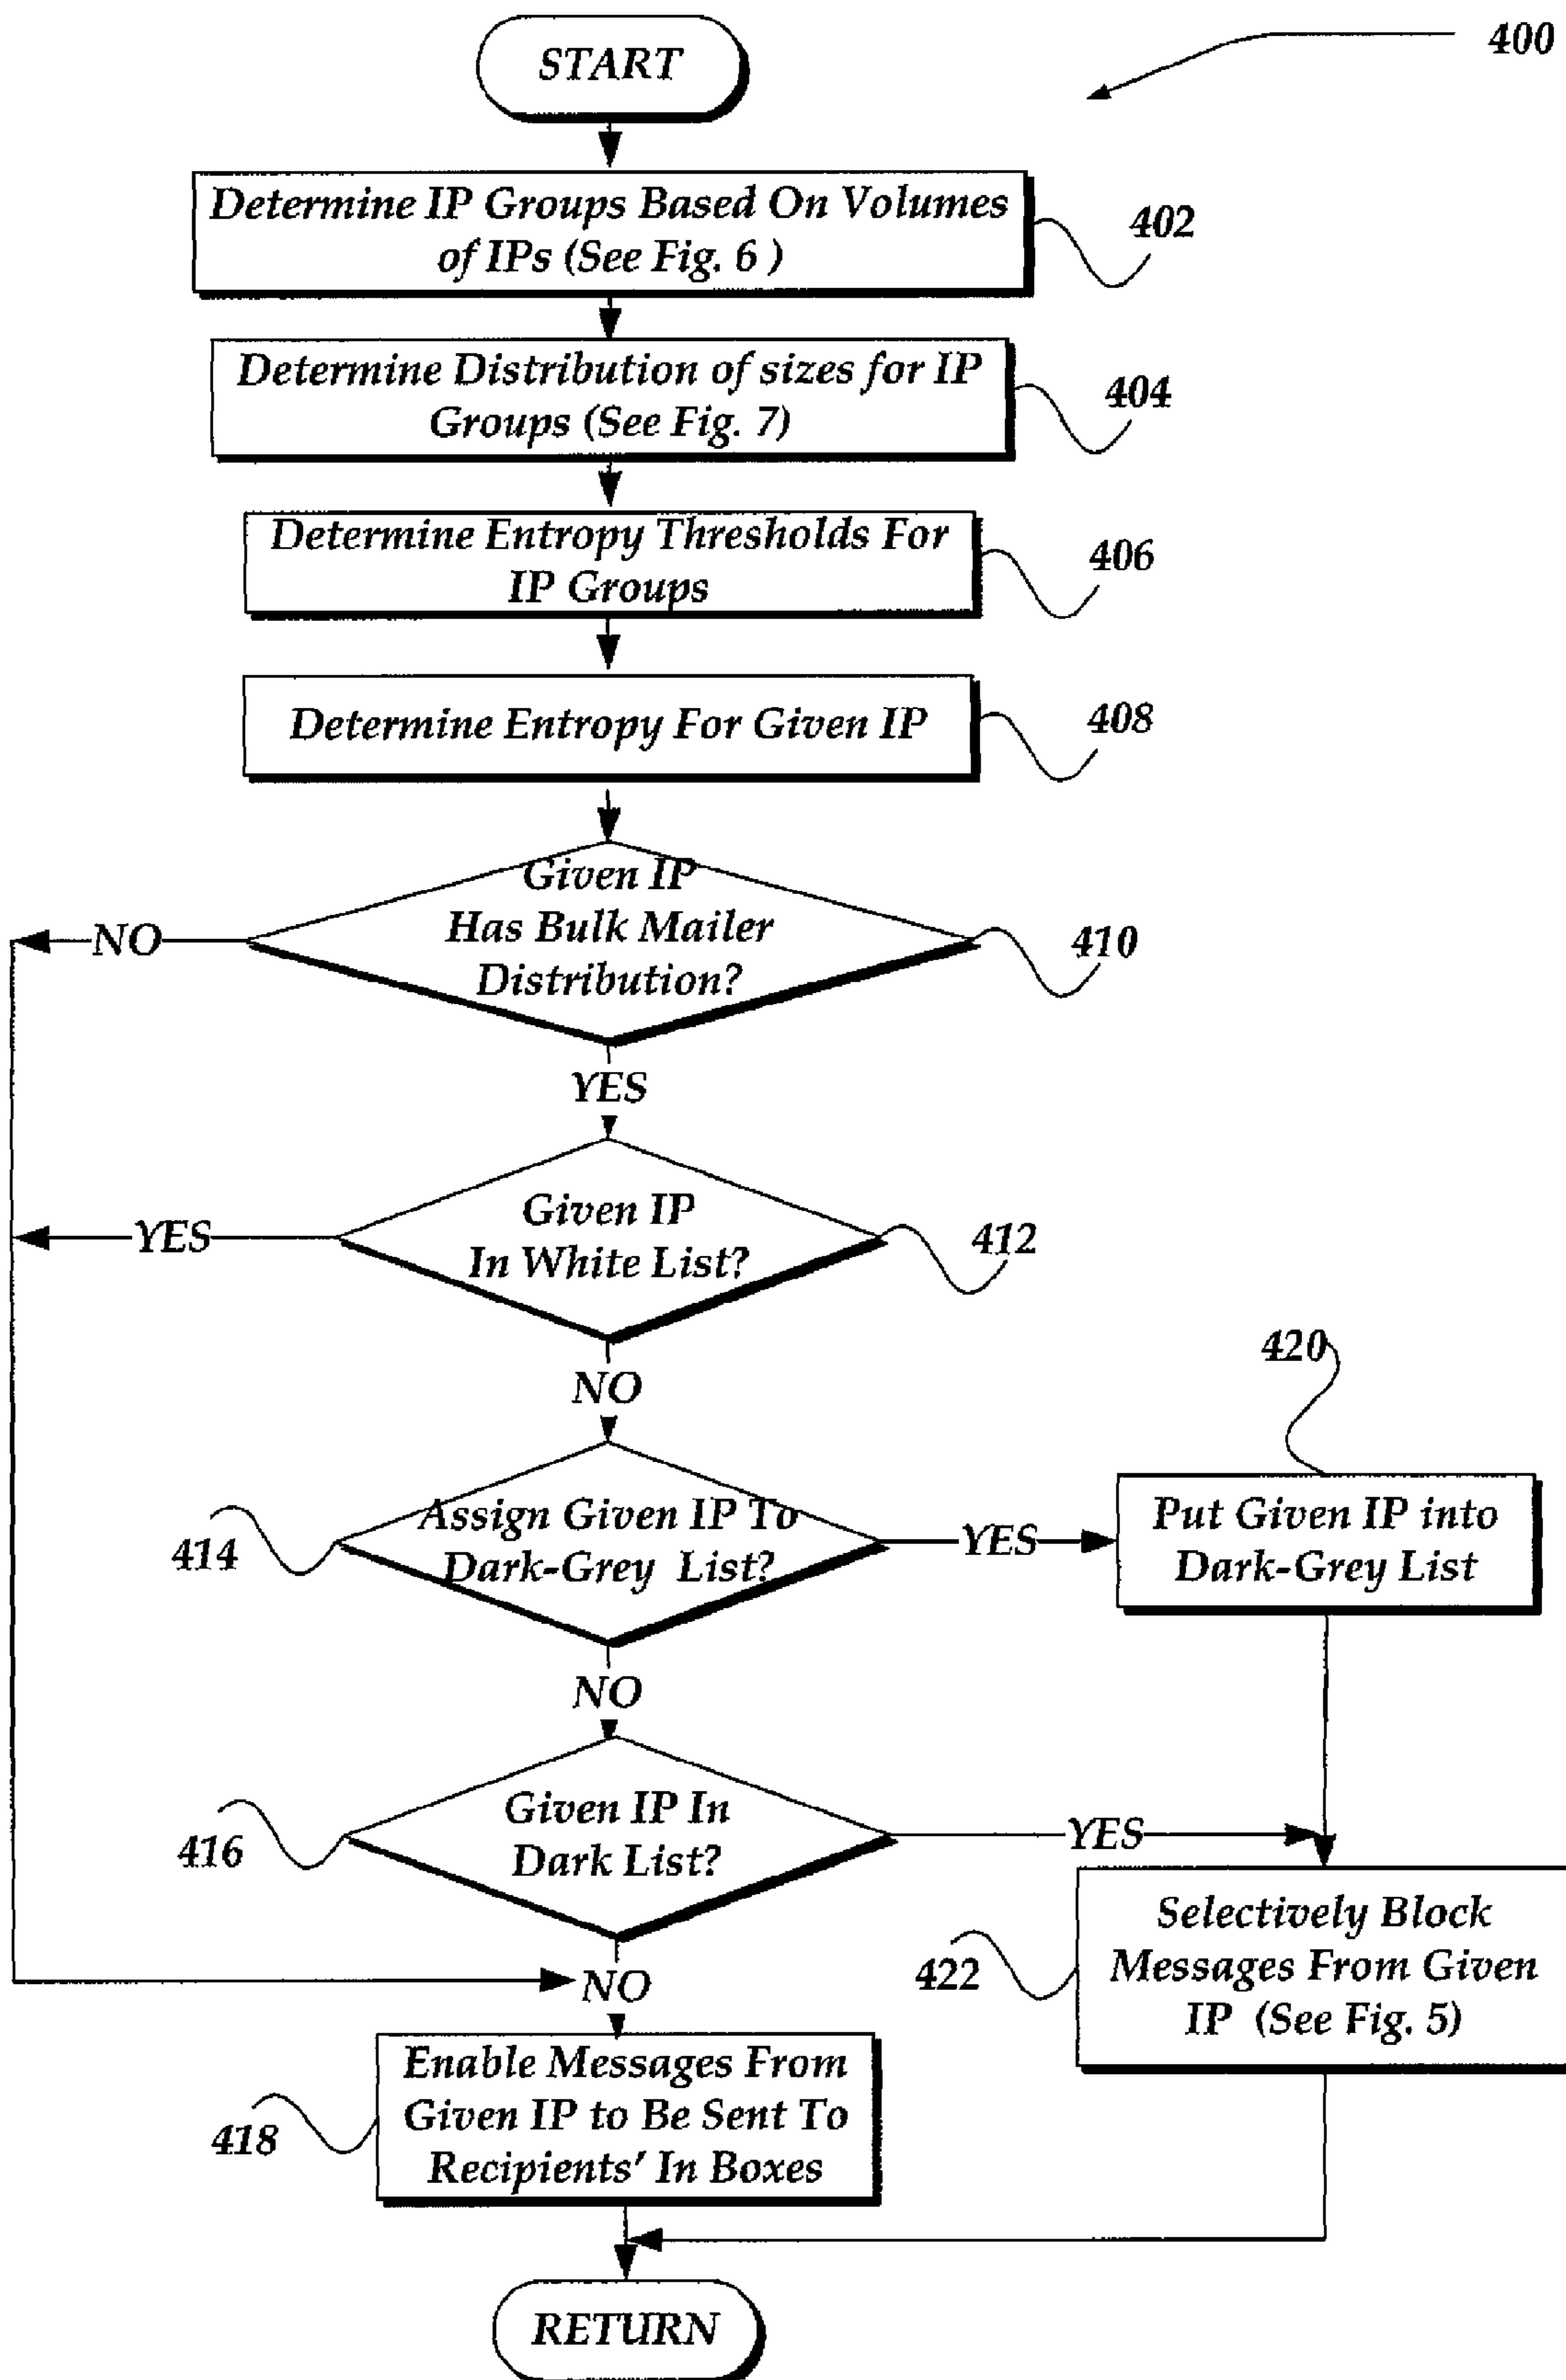 START
400
Determine IP Groups Based On Volumes
of IPs (See Fig. 6 )
402
Determine Distribution of sizes for IP
Groups (See Fig. 7)
404
Determine Entropy Thresholds For
IP Groups
406
Determine Entropy For Given IP
408
Given IP
Has Bulk Mailer
Distribution?
NO
410
YES
Given IP
In White List?
YES
412
NO
420
Assign Given IP To
Dark-Grey List?
414
YES
Put Given IP into
Dark-Grey List
NO
Given IP In
Dark List?
416
YES
Selectively Block
Messages From Given
IP (See Fig. 5)
422
NO
Enable Messages From
Given IP to Be Sent To
Recipients' In Boxes
418
RETURN